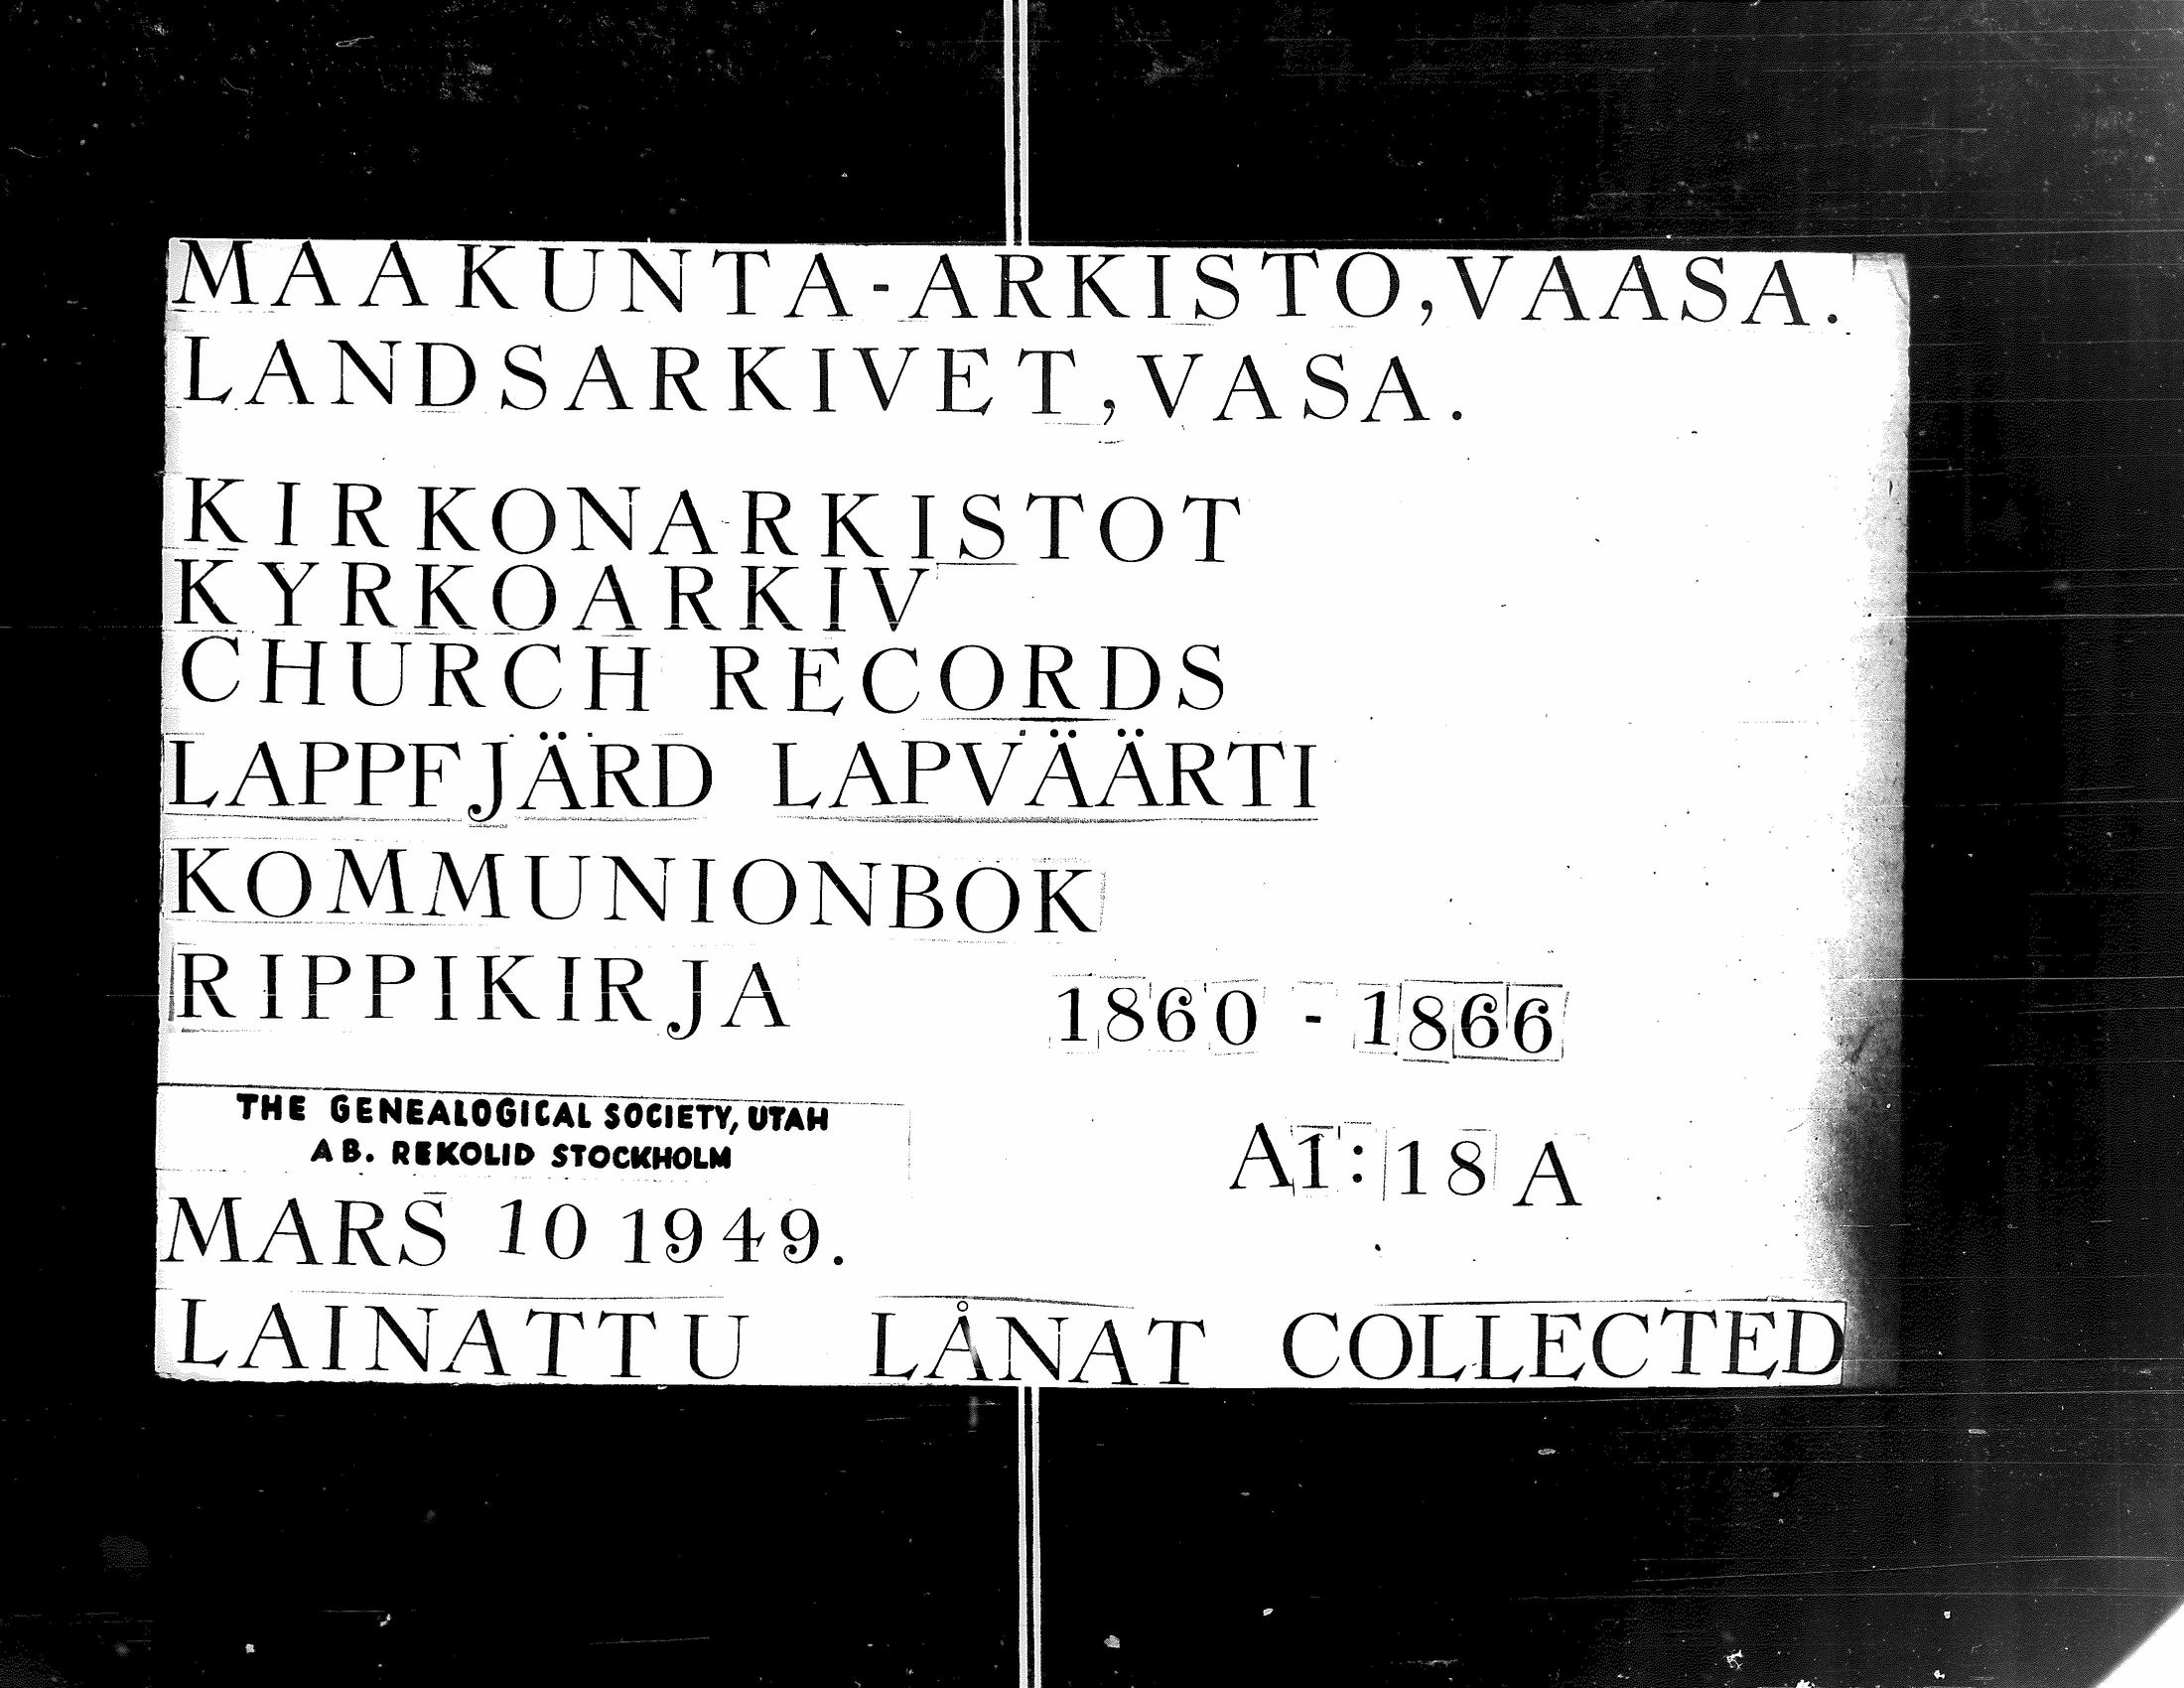 MAAKUNTA-ARKISTO, VAASA.
LANDSARKIVET, VASA.
KIRKONARKISTOT
KYRKOARKIV
CHURCH RECORDS
LAPPFJÄRD LAPVÄÄRTI
KOMMUNIONBOK
RIPPIKIRJA 1860 - 1866
THE GENEALOGICAL SOCIETY, UTAH
AB. REKOLID STOCKHOLM
AI: 18 A
MARS 10 1949.
LAINATTU LÅNAT COLLECTED